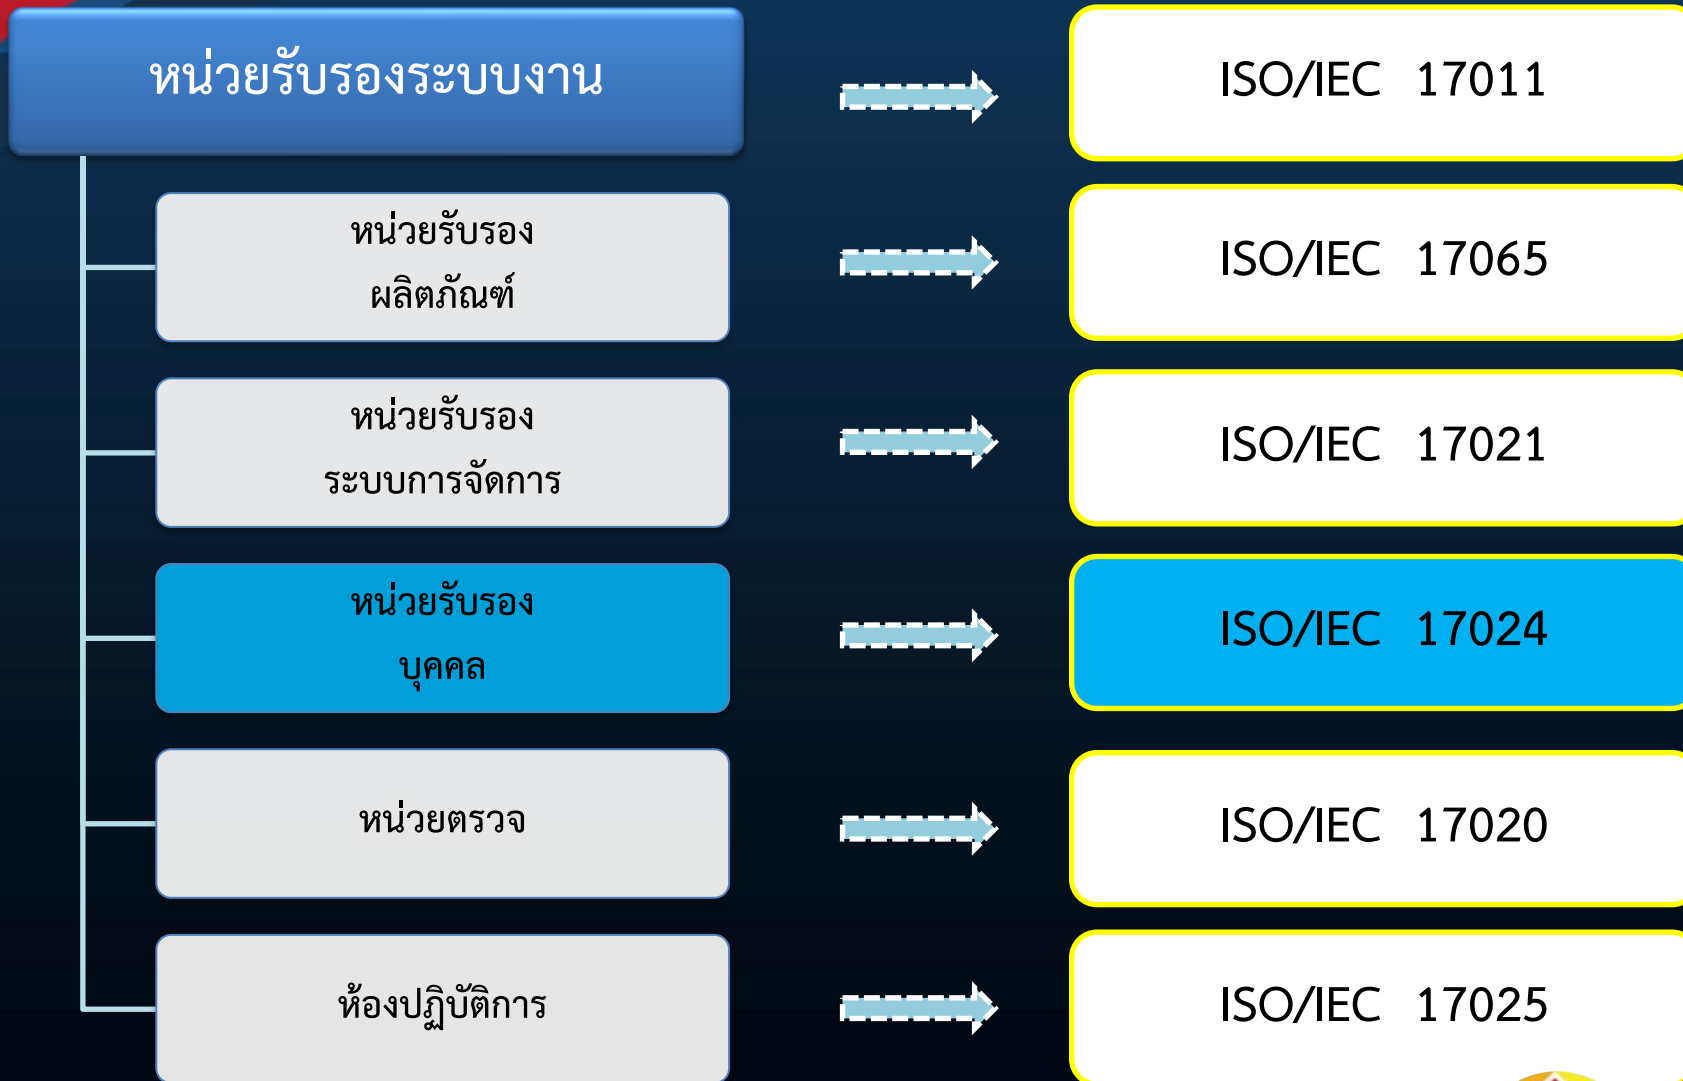 หน่วยรับรองระบบงาน
ISO/IEC 17011
หน่วยรับรอง
ผลิตภัณฑ์
ISO/IEC 17065
หน่วยรับรอง
ระบบการจัดการ
ISO/IEC 17021
หน่วยรับรอง
บุคคล
ISO/IEC 17024
หน่วยตรวจ
ISO/IEC 17020
ห้องปฏิบัติการ
ISO/IEC 17025